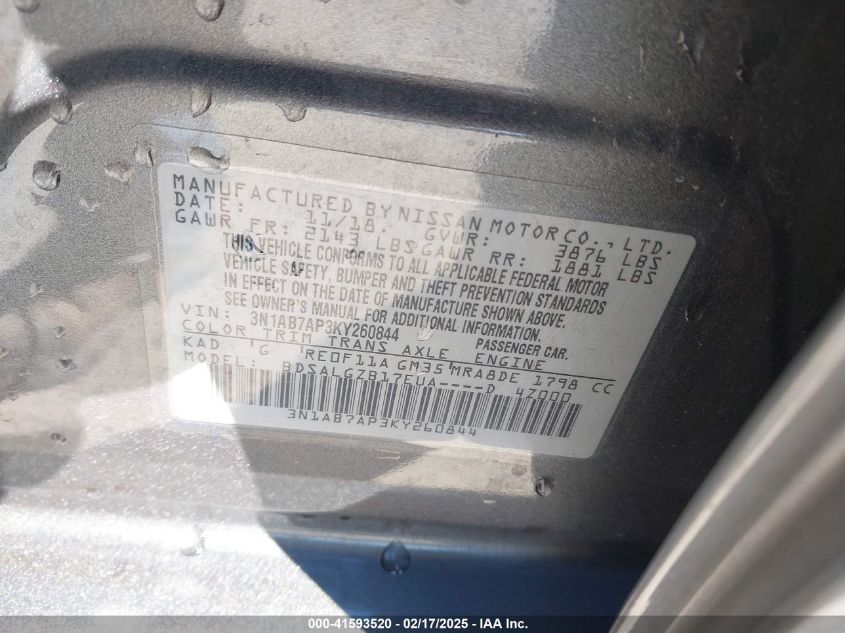 MANUFACTURED BY NISSAN MOTOR CO., LTD.
DATE: 11/18. GVWR: 3876 LBS
GAWR FR: 2143 LBS GAWR RR: 1881 LBS
THIS VEHICLE CONFORMS TO ALL APPLICABLE FEDERAL MOTOR
VEHICLE SAFETY, BUMPER AND THEFT PREVENTION STANDARDS
IN EFFECT ON THE DATE OF MANUFACTURE SHOWN ABOVE.
SEE OWNER'S MANUAL FOR ADDITIONAL INFORMATION.
VIN: 3N1AB7AP3KY260844 PASSENGER CAR.
COLOR TRIM TRANS AXLE ENGINE
KAD G RE0F11A GM35 MRA8DE 1798 CC
MODEL: BDSALGZB17EUA----D 4Z000
3N1AB7AP3KY260844
000-41593520 - 02/17/2025 - IAA Inc.